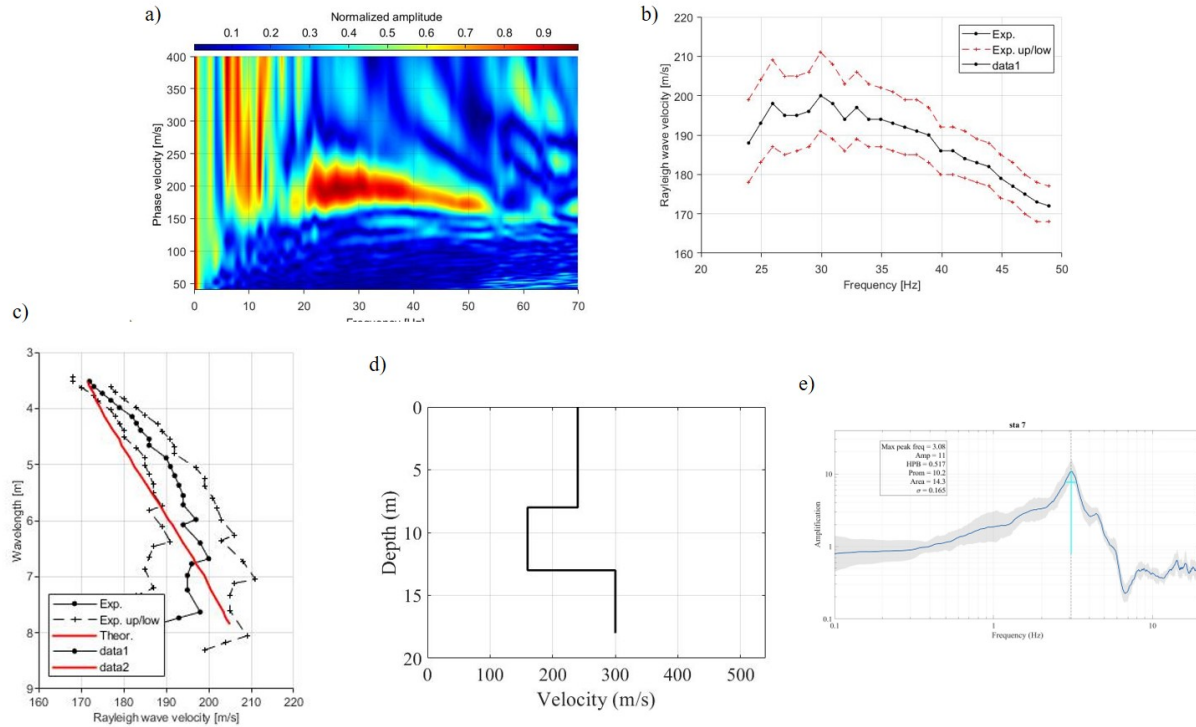 a)
Normalized amplitude
0.1 0.2 0.3 0.4 0.5 0.6 0.7 0.8 0.9
400
350
300
250
200
150
100
50
Phase velocity [m/s]
0 10 20 30 40 50 60 70
Frequency [Hz]
b)
220
210
200
190
180
170
160
Rayleigh wave velocity [m/s]
Exp.
Exp. up/low
data1
20 25 30 35 40 45 50
Frequency [Hz]
c)
3
4
5
6
7
8
9
Wavelength [m]
Exp.
Exp. up/low
Theor.
data1
data2
160 170 180 190 200 210 220
Rayleigh wave velocity [m/s]
d)
0
5
10
15
20
Depth (m)
0 100 200 300 400 500
Velocity (m/s)
e)
sta 7
Max peak freq = 3.08
Amp = 11
HPB = 0.517
Prom = 10.2
Area = 14.3
σ = 0.165
10
1
0.1
Amplification
0.1 1 10
Frequency (Hz)